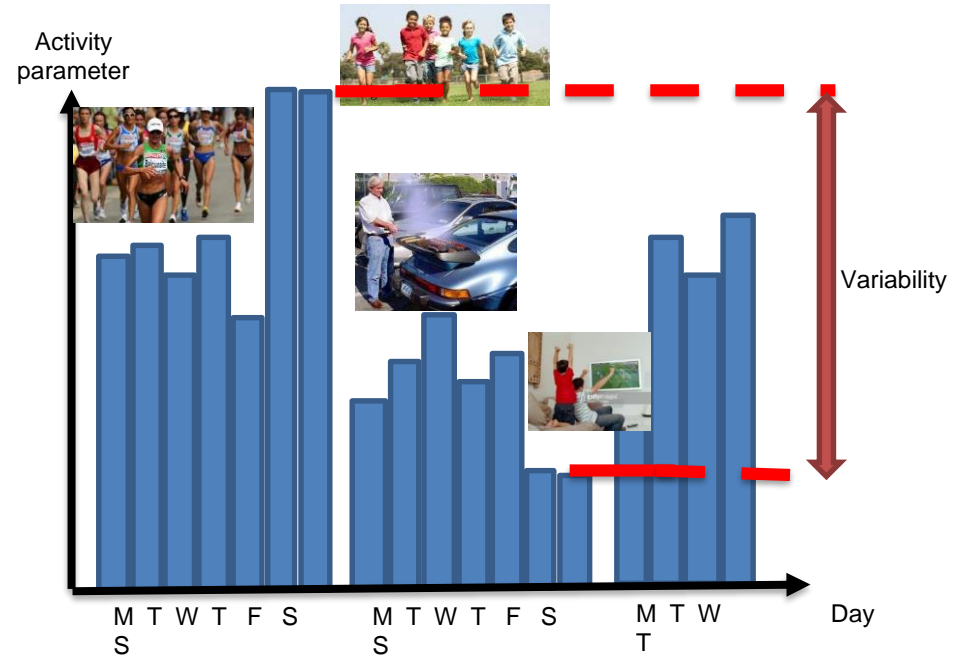 Activity
parameter
Variability
M T W T F S
S
M T W T F S
S
M T W
T
Day